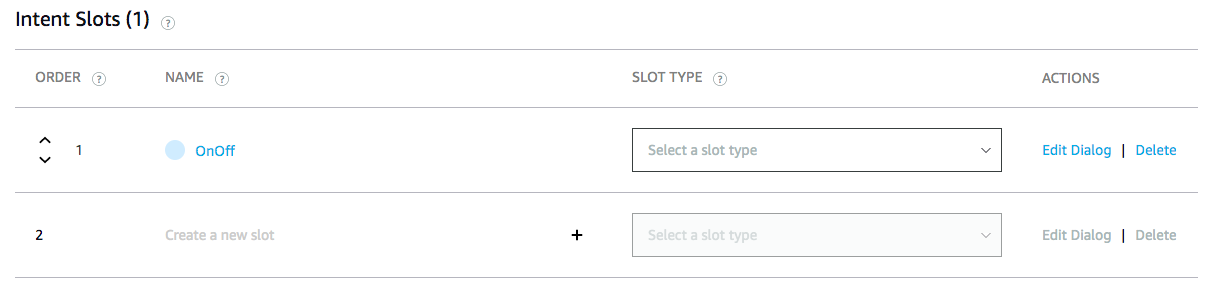 Intent Slots (1) ?
ORDER ? NAME ? SLOT TYPE ? ACTIONS
1 OnOff Select a slot type Edit Dialog | Delete
2 Create a new slot + Select a slot type Edit Dialog | Delete